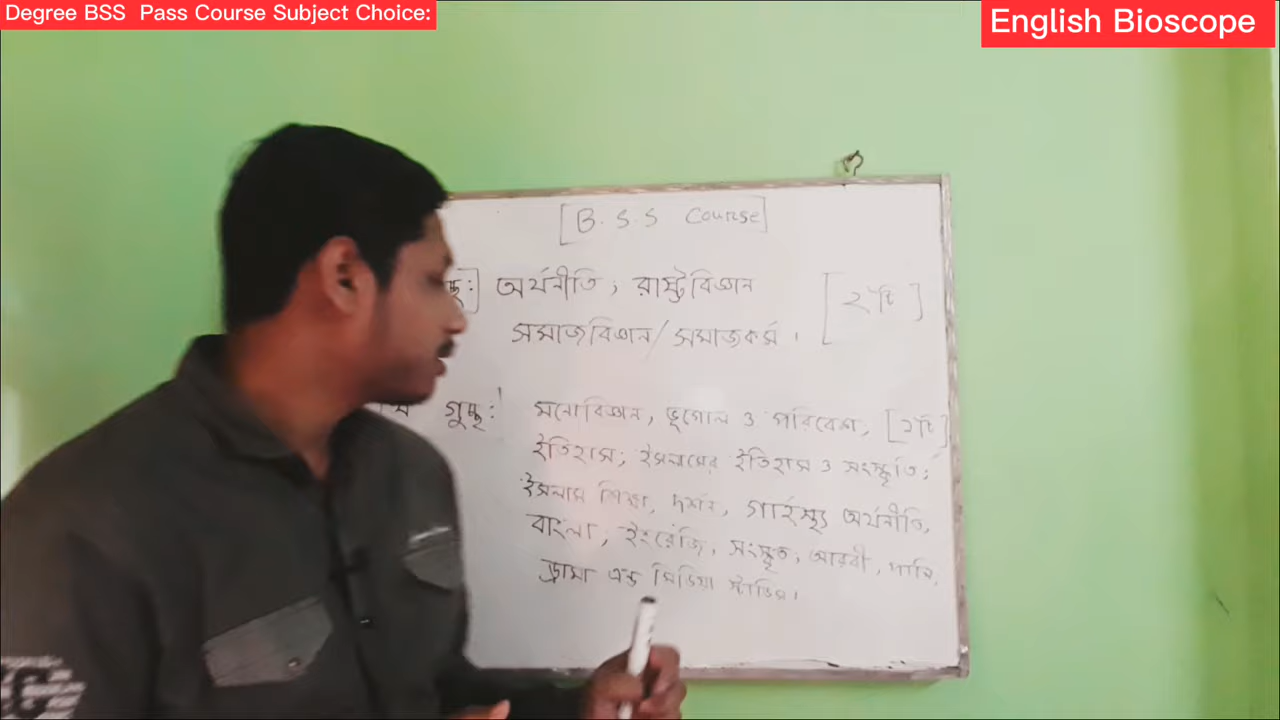 Degree BSS Pass Course Subject Choice:
English Bioscope
[B.S.S Course]
অর্থনীতি, রাস্ট্রবিজ্ঞান [২টি]
সমাজবিজ্ঞান/সমাজকর্ম।
গুচ্ছ: মনোবিজ্ঞান, ভূগোল ও পরিবেশ, [১টি]
ইতিহাস, ইসলামের ইতিহাস ও সংস্কৃতি,
ইসলাম শিক্ষা, দর্শন, গার্হস্থ্য অর্থনীতি,
বাংলা, ইংরেজি, সংস্কৃত, আরবী, পালি,
ড্রামা এন্ড মিডিয়া স্টাডিস।